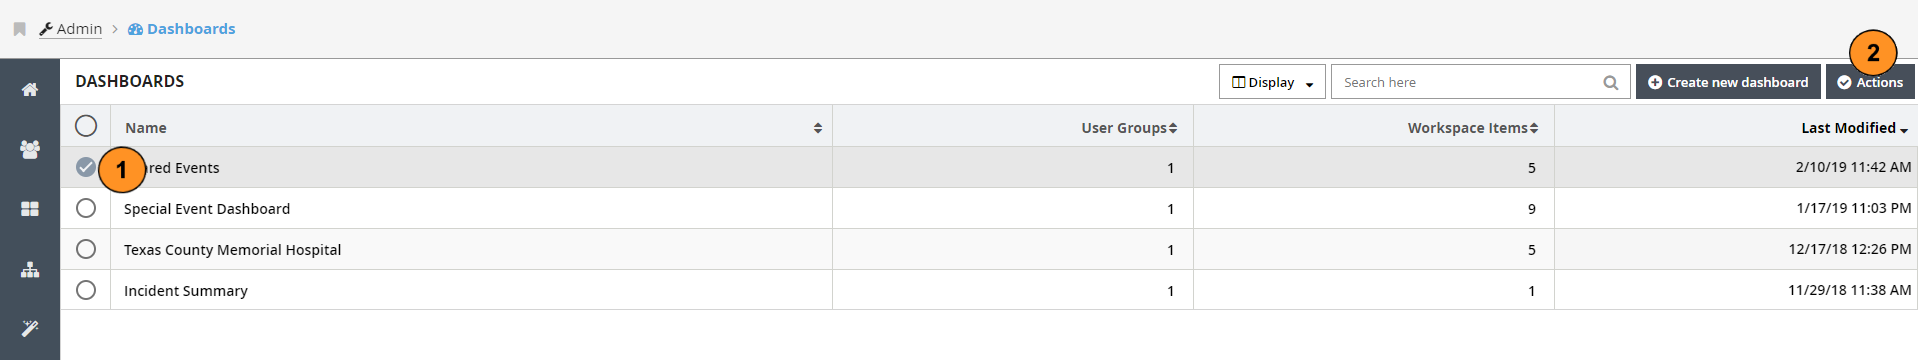 Admin > Dashboards
2
DASHBOARDS Display Search here Create new dashboard Actions
Name User Groups Workspace Items Last Modified
1 Events 1 5 2/10/19 11:42 AM
Special Event Dashboard 1 9 1/17/19 11:03 PM
Texas County Memorial Hospital 1 5 12/17/18 12:26 PM
Incident Summary 1 1 11/29/18 11:38 AM